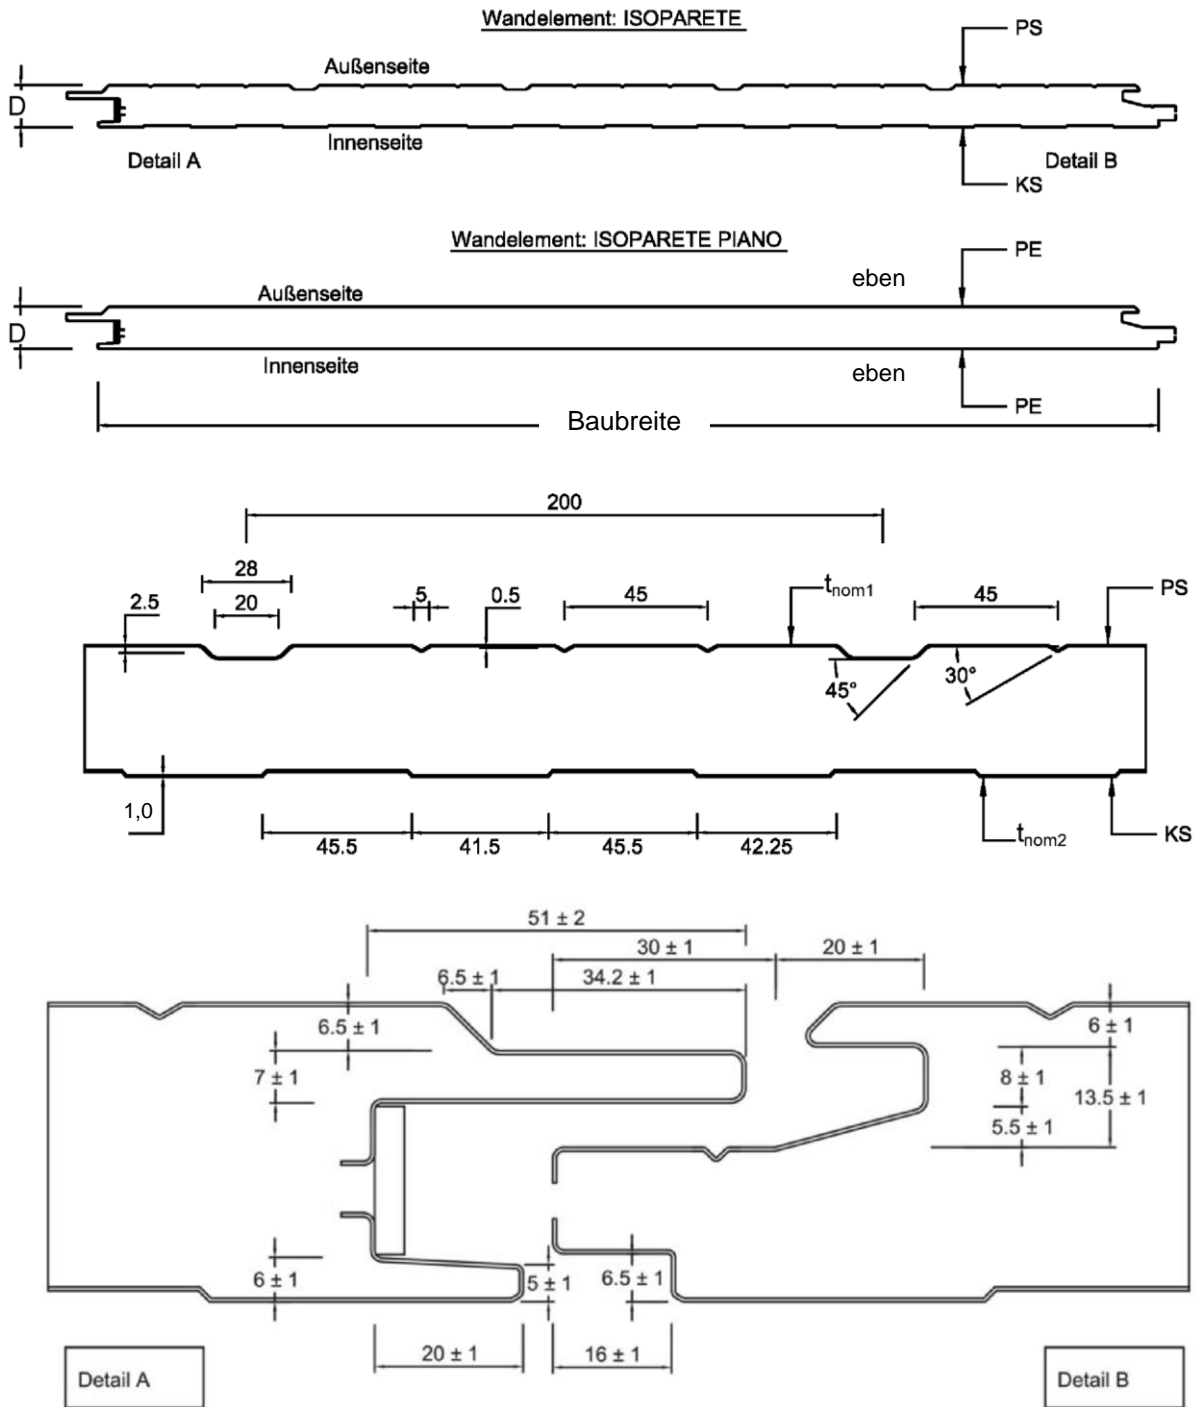 Wandelement: ISOPARETE
PS
Außenseite
D
Innenseite
Detail A
Detail B
KS
Wandelement: ISOPARETE PIANO
PE
eben
Außenseite
D
Innenseite
eben
PE
Baubreite
200
28
20
2.5
5
0.5
45
tnom1
45
PS
45°
30°
1,0
45.5
41.5
45.5
42.25
tnom2
KS
51 ± 2
30 ± 1
20 ± 1
6.5 ± 1
34.2 ± 1
6.5 ± 1
6 ± 1
7 ± 1
8 ± 1
13.5 ± 1
5.5 ± 1
6 ± 1
5 ± 1
6.5 ± 1
20 ± 1
16 ± 1
Detail A
Detail B